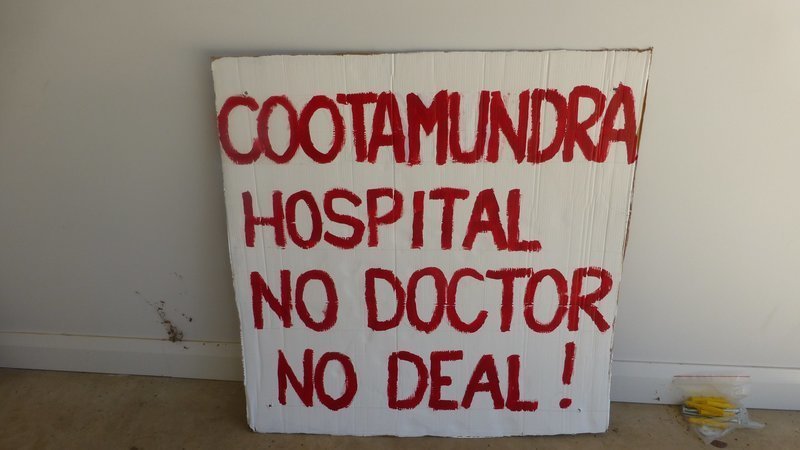 COOTAMUNDRA
HOSPITAL
NO DOCTOR
NO DEAL!